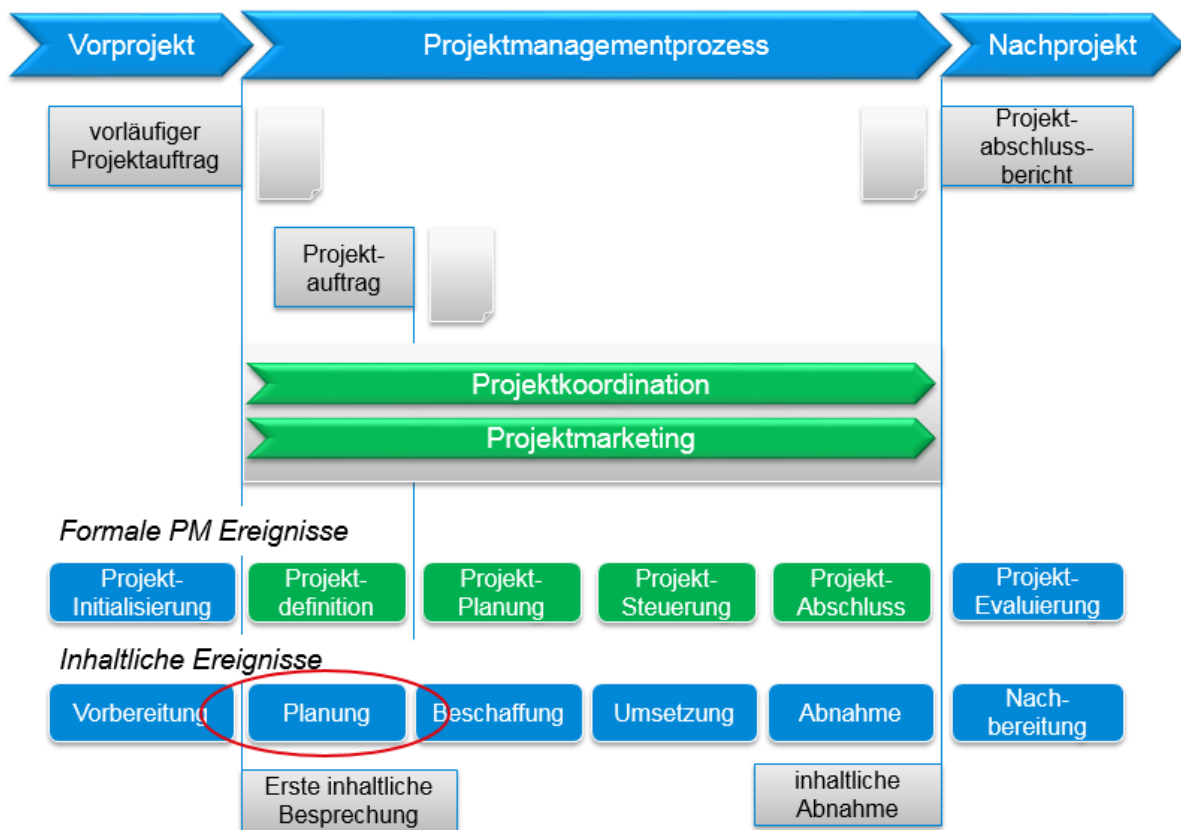 Vorprojekt
Projektmanagementprozess
Nachprojekt
vorläufiger
Projektauftrag
Projekt-
abschluss-
bericht
Projekt-
auftrag
Projektkoordination
Projektmarketing
Formale PM Ereignisse
Projekt-
Initialisierung
Projekt-
definition
Projekt-
Planung
Projekt-
Steuerung
Projekt-
Abschluss
Projekt-
Evaluierung
Inhaltliche Ereignisse
Vorbereitung
Planung
Beschaffung
Umsetzung
Abnahme
Nach-
bereitung
Erste inhaltliche
Besprechung
inhaltliche
Abnahme